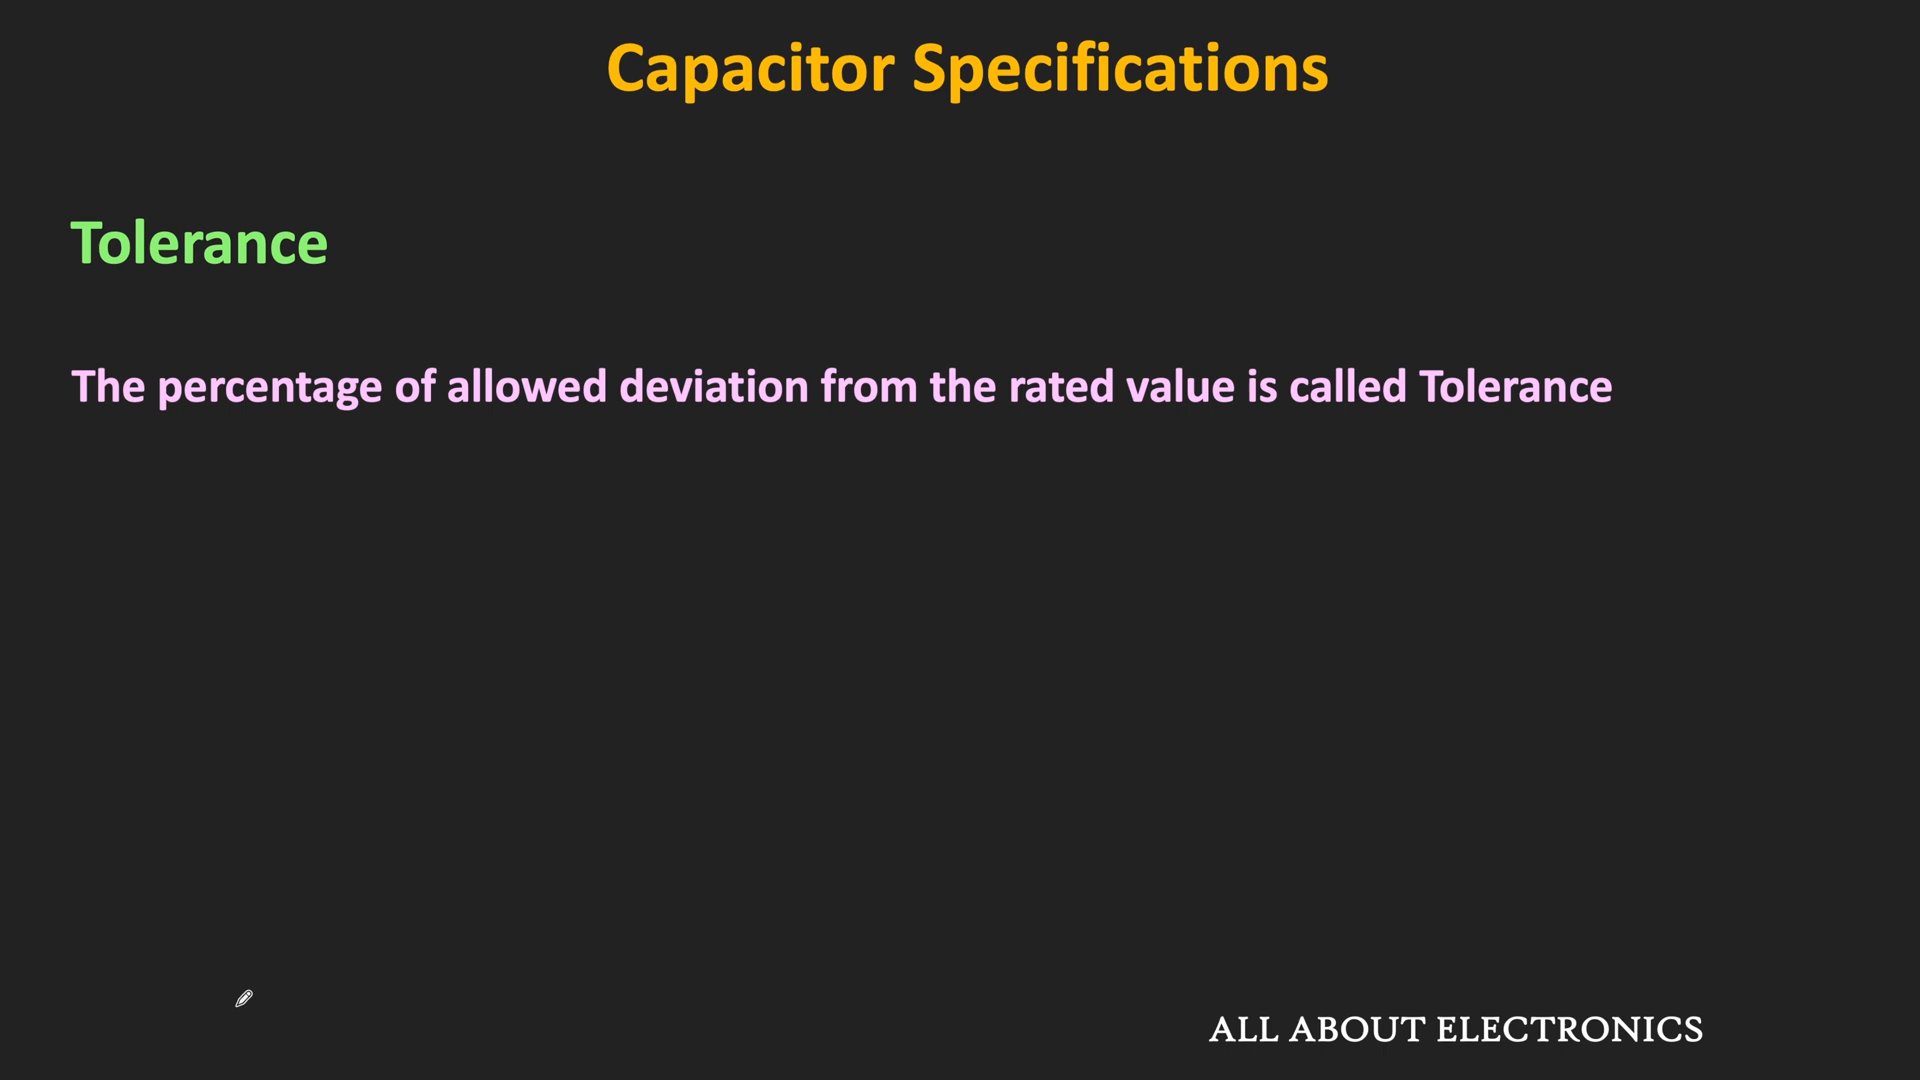 Capacitor Specifications
Tolerance
The percentage of allowed deviation from the rated value is called Tolerance
ALL ABOUT ELECTRONICS